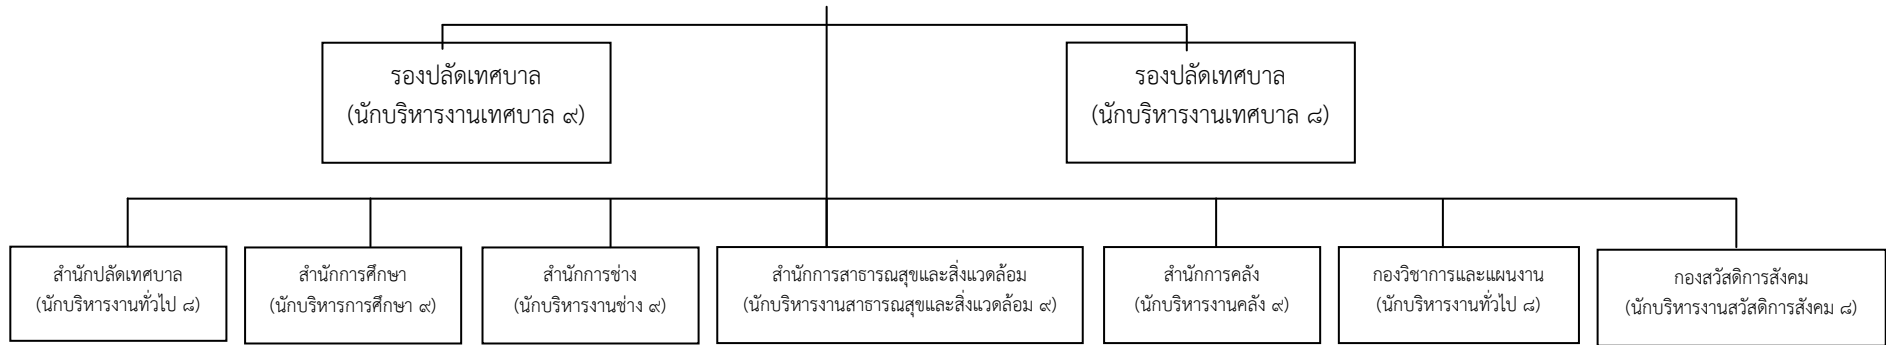 รองปลัดเทศบาล
(นักบริหารงานเทศบาล ๙)
รองปลัดเทศบาล
(นักบริหารงานเทศบาล ๘)
สำนักปลัดเทศบาล
(นักบริหารงานทั่วไป ๘)
สำนักการศึกษา
(นักบริหารการศึกษา ๙)
สำนักการช่าง
(นักบริหารงานช่าง ๙)
สำนักการสาธารณสุขและสิ่งแวดล้อม
(นักบริหารงานสาธารณสุขและสิ่งแวดล้อม ๙)
สำนักการคลัง
(นักบริหารงานคลัง ๙)
กองวิชาการและแผนงาน
(นักบริหารงานทั่วไป ๘)
กองสวัสดิการสังคม
(นักบริหารงานสวัสดิการสังคม ๘)